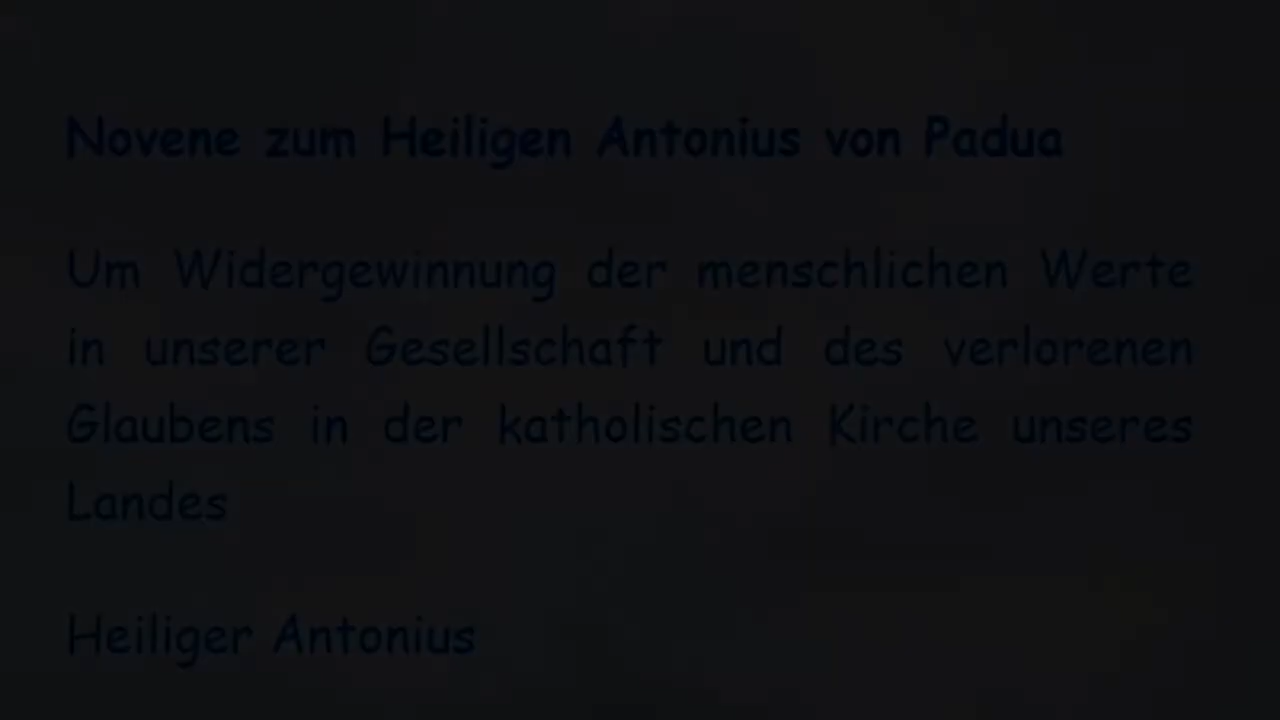 Novene zum Heiligen Antonius von Padua
Um Widergewinnung der menschlichen Werte
in unserer Gesellschaft und des verlorenen
Glaubens in der katholischen Kirche unseres
Landes
Heiliger Antonius